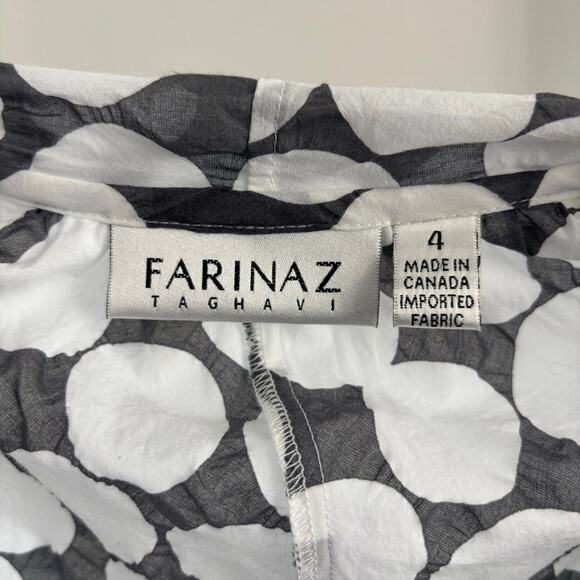 FARINAZ
TAGHAVI
4
MADE IN
CANADA
IMPORTED
FABRIC